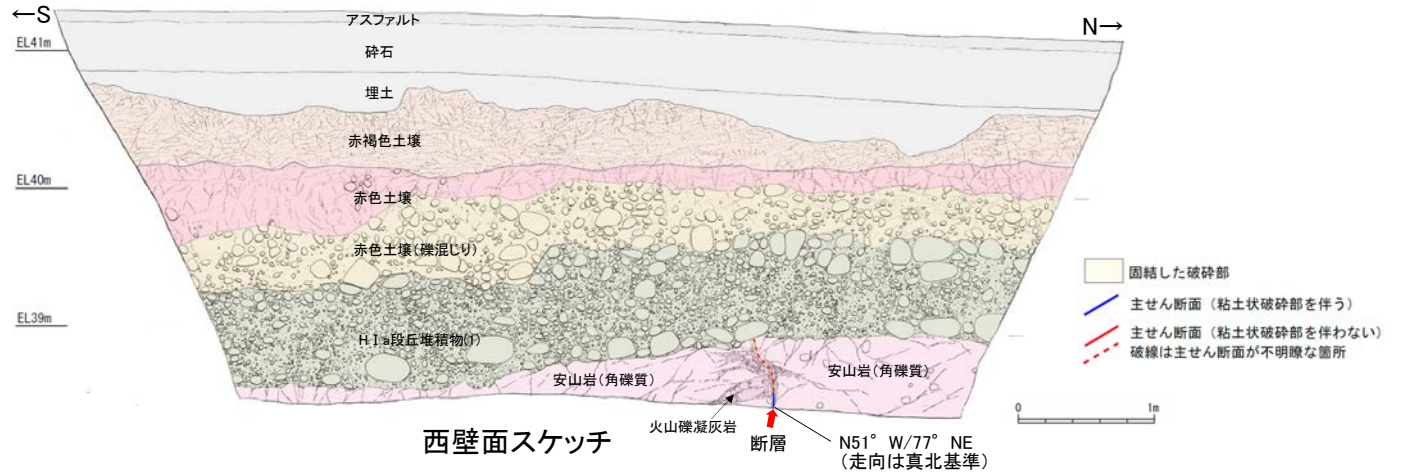 ←S
N→
アスファルト
EL41m
砕石
埋土
赤褐色土壌
EL40m
赤色土壌
赤色土壌(礫混じり)
固結した破砕部
主せん断面（粘土状破砕部を伴う）
EL39m
主せん断面（粘土状破砕部を伴わない）
HⅠa段丘堆積物(1)
破線は主せん断面が不明瞭な箇所
安山岩(角礫質)
安山岩(角礫質)
0 1m
火山礫凝灰岩
西壁面スケッチ
断層
N51°W/77°NE
（走向は真北基準）